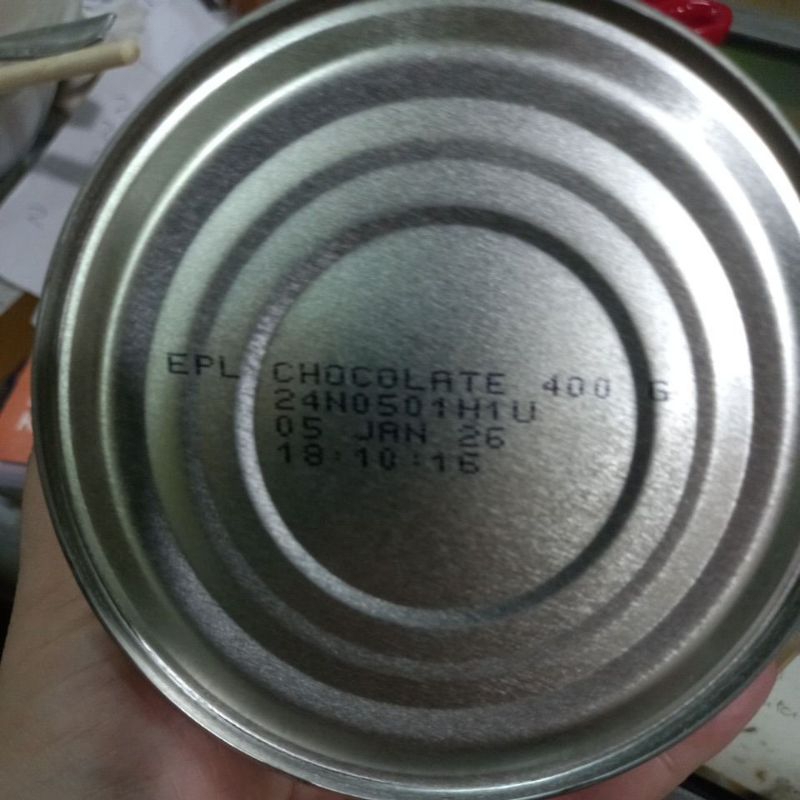 EPL CHOCOLATE 400 G
24N0501H1U
05 JAN 26
18:10:16